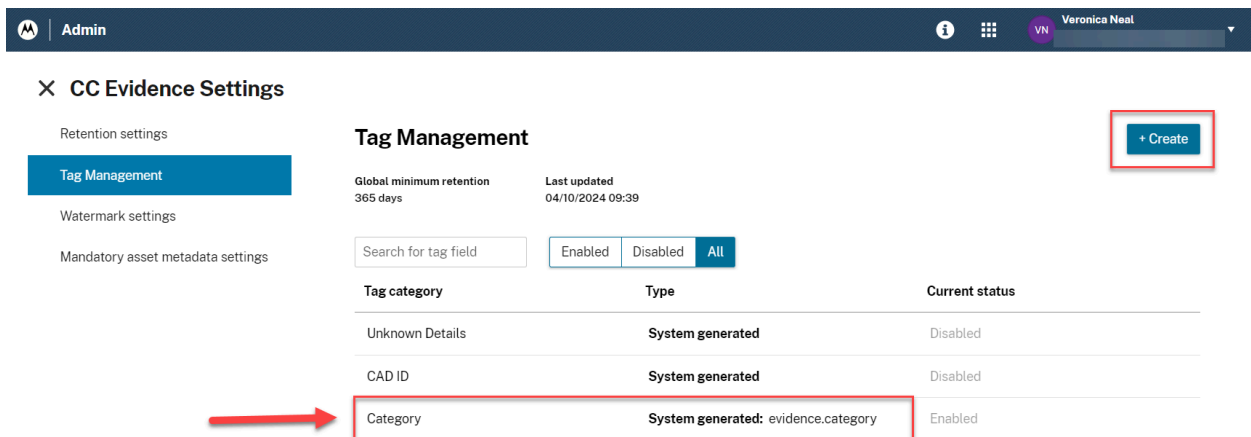 Admin
VN
Veronica Neal
CC Evidence Settings
Retention settings
Tag Management
Watermark settings
Mandatory asset metadata settings
Tag Management
+ Create
Global minimum retention Last updated
365 days 04/10/2024 09:39
Search for tag field Enabled Disabled All
Tag category Type Current status
Unknown Details System generated Disabled
CAD ID System generated Disabled
Category System generated: evidence.category Enabled